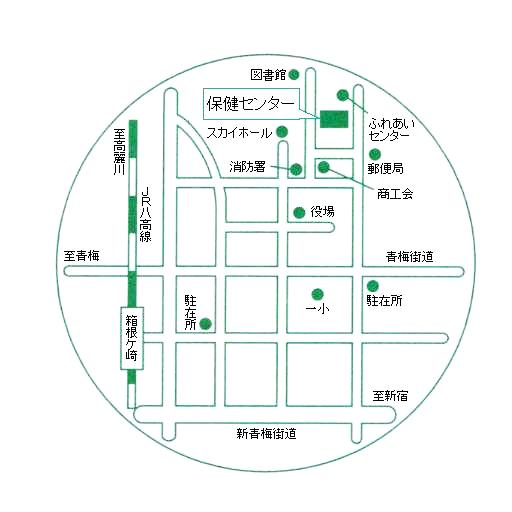 図書館
保健センター
ふれあい
センター
スカイホール
至高麗川
消防署
郵便局
商工会
JR八高線
役場
至青梅
青梅街道
駐在所
一小
駐在所
箱根ケ崎
至新宿
新青梅街道